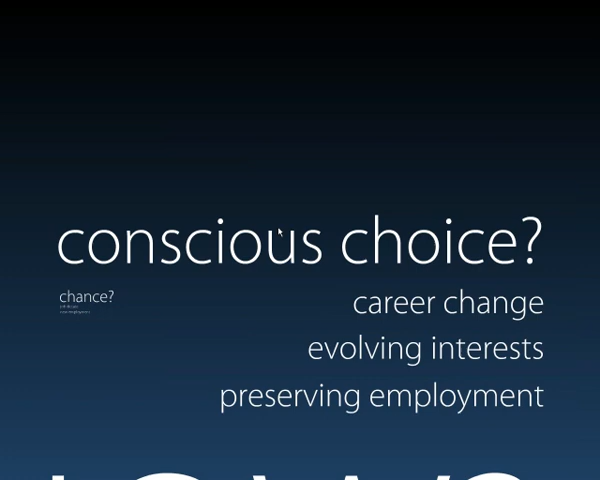 conscious choice?
chance?
career change
evolving interests
preserving employment